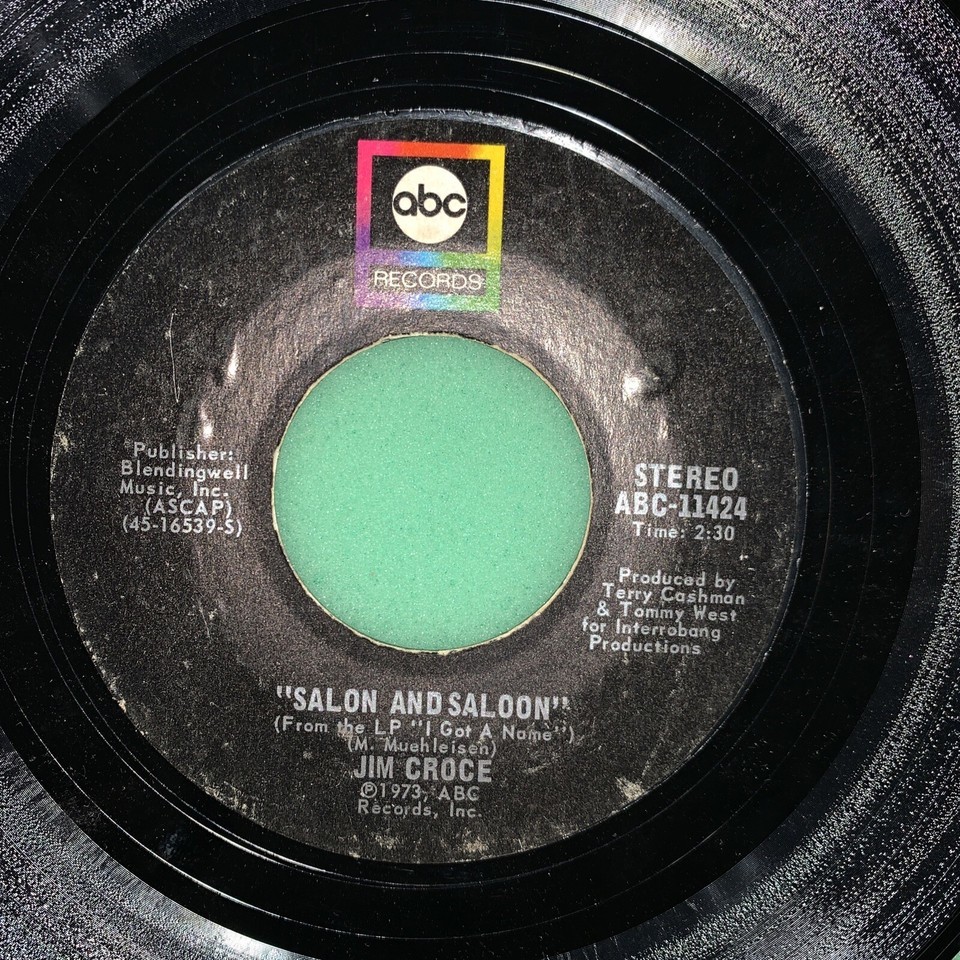 abc
RECORDS
Publisher:
Blendingwell
Music, Inc.
(ASCAP)
(45-16539-S)
STEREO
ABC-11424
Time: 2:30
Produced by
Terry Cashman
& Tommy West
for Interrobang
Productions
"SALON AND SALOON"
(From the LP "I Got A Name")
(M. Muehleisen)
JIM CROCE
℗1973, ABC
Records, Inc.